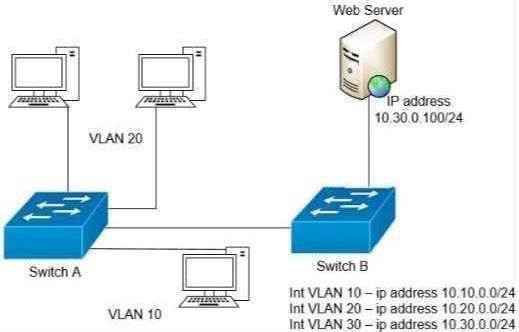 Web Server
IP address
10.30.0.100/24
VLAN 20
Switch A
Switch B
VLAN 10
Int VLAN 10 – ip address 10.10.0.0/24
Int VLAN 20 – ip address 10.20.0.0/24
Int VLAN 30 – ip address 10.30.0.0/24